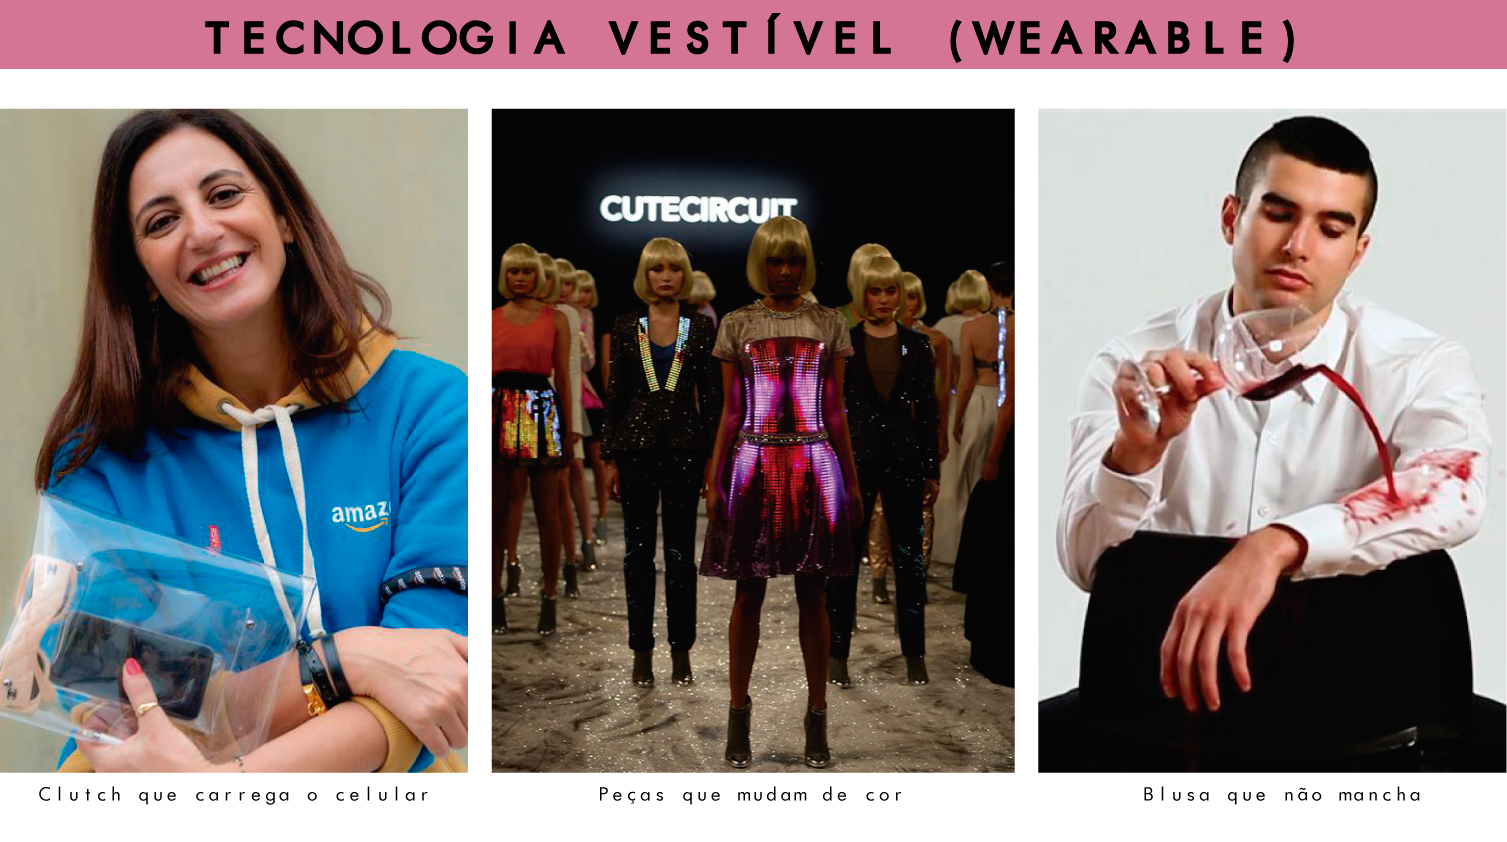 TECNOLOGIA VESTÍVEL (WEARABLE)
CUTECIRCUIT
amaz
Clutch que carrega o celular
Peças que mudam de cor
Blusa que não mancha